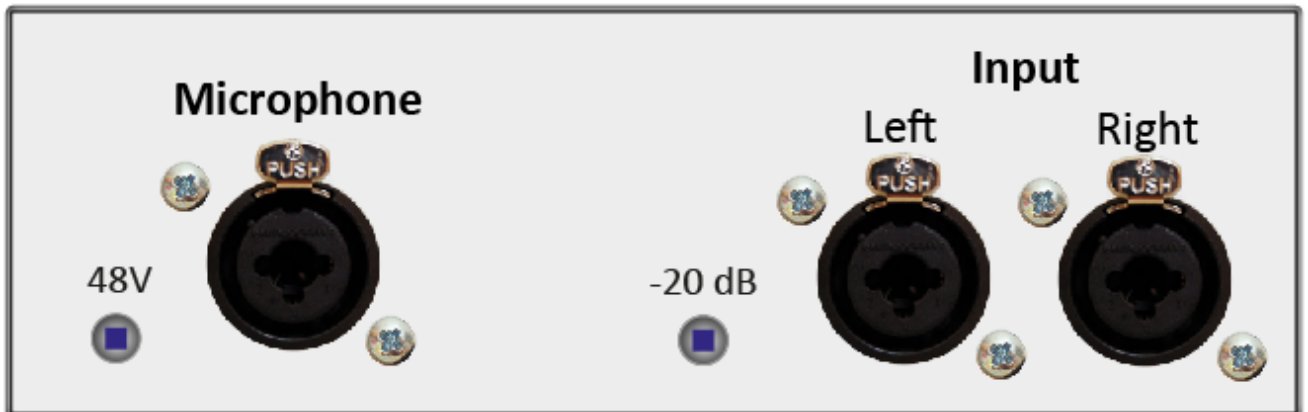 Microphone
PUSH
48V
Input
Left
Right
PUSH
PUSH
-20 dB